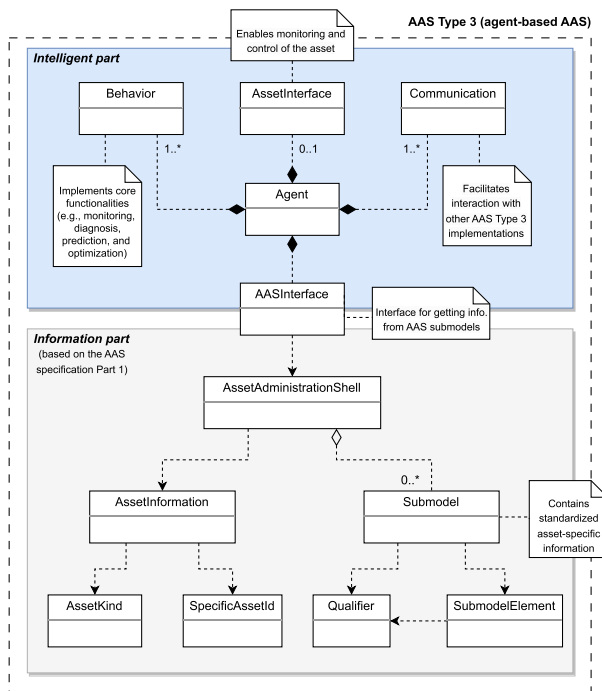 AAS Type 3 (agent-based AAS)
Enables monitoring and
control of the asset
Intelligent part
Behavior
AssetInterface
Communication
1..*
0..1
1..*
Implements core
functionalities
(e.g., monitoring,
diagnosis,
prediction, and
optimization)
Agent
Facilitates
interaction with
other AAS Type 3
implementations
AASInterface
Interface for getting info.
from AAS submodels
Information part
(based on the AAS
specification Part 1)
AssetAdministrationShell
0..*
AssetInformation
Submodel
Contains
standardized
asset-specific
information
AssetKind
SpecificAssetId
Qualifier
SubmodelElement